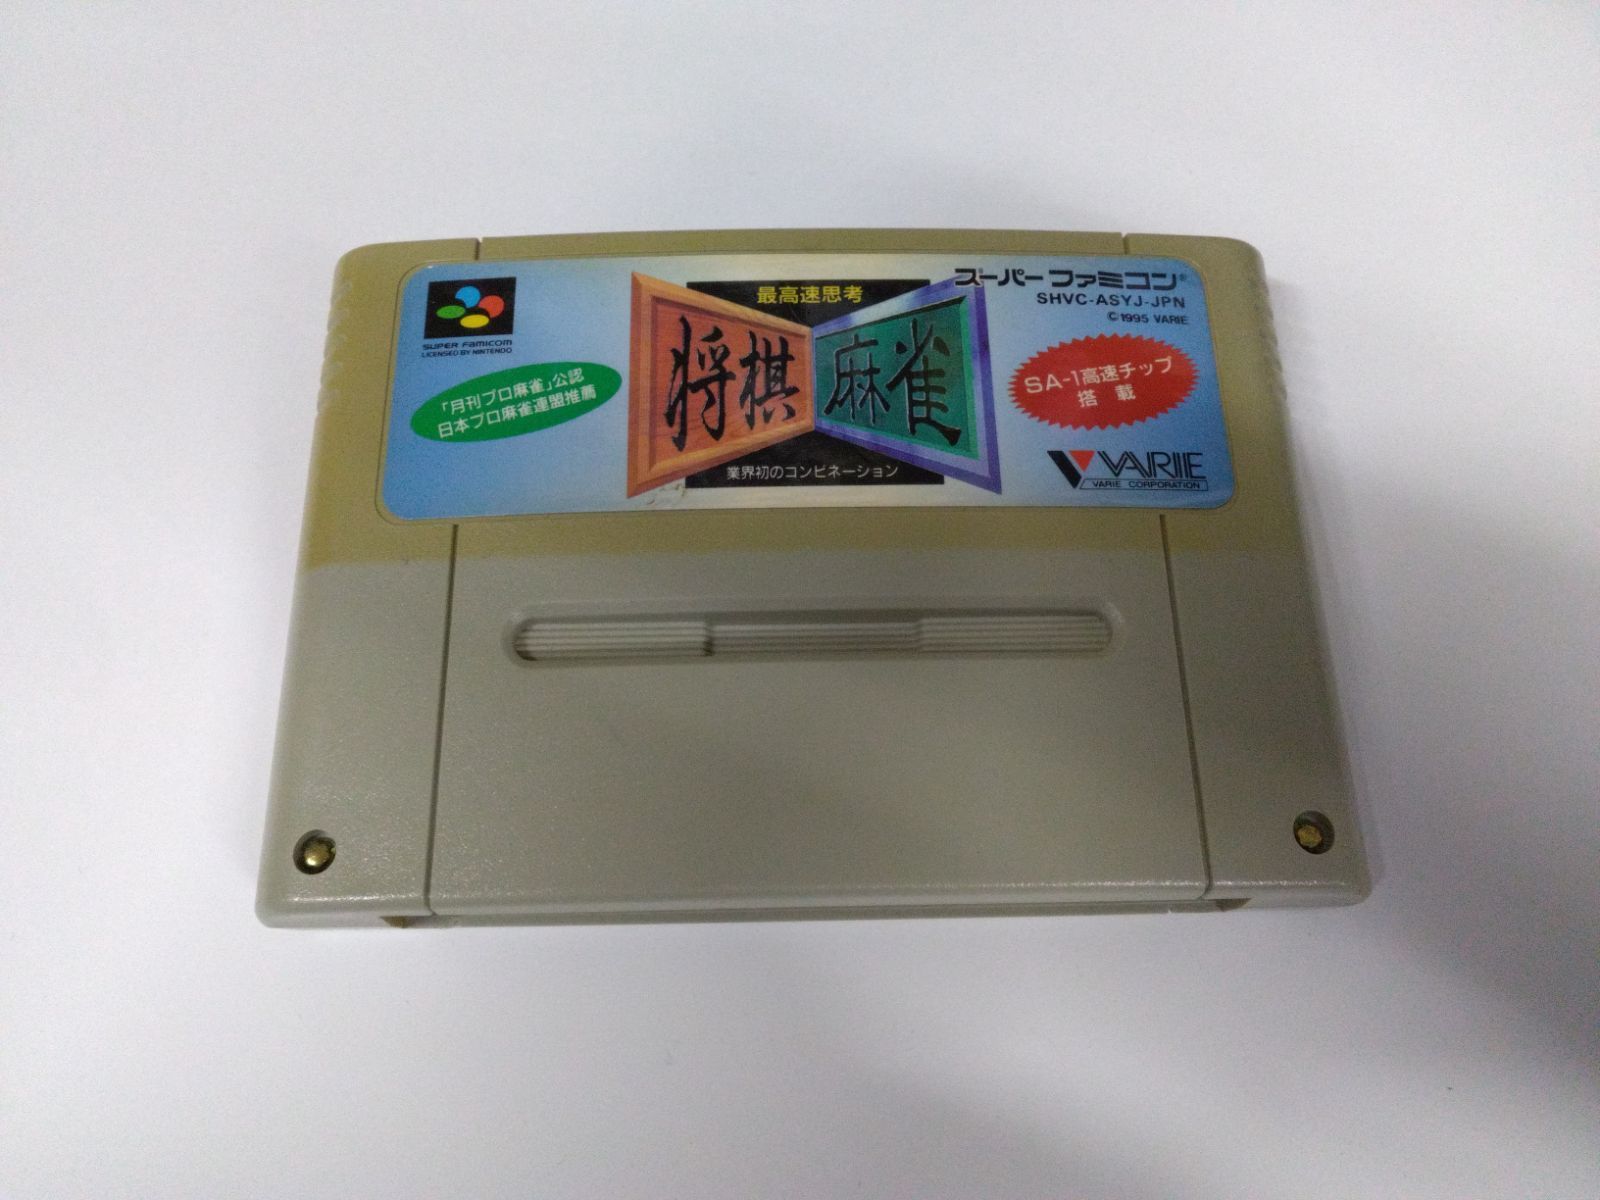 SUPER FAMICOM
LICENSED BY NINTENDO
「月刊プロ麻雀」公認
日本プロ麻雀連盟推薦
最高速思考
将棋 麻雀
業界初のコンビネーション
スーパーファミコン®
SHVC-ASYJ-JPN
©1995 VARIE
SA-1高速チップ
搭載
VARIE
VARIE CORPORATION